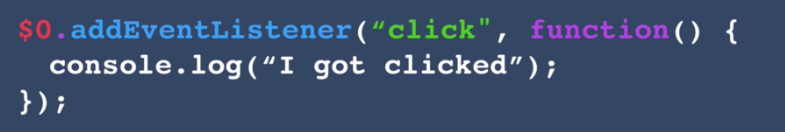 $0.addEventListener(“click", function() {
  console.log(“I got clicked”);
});